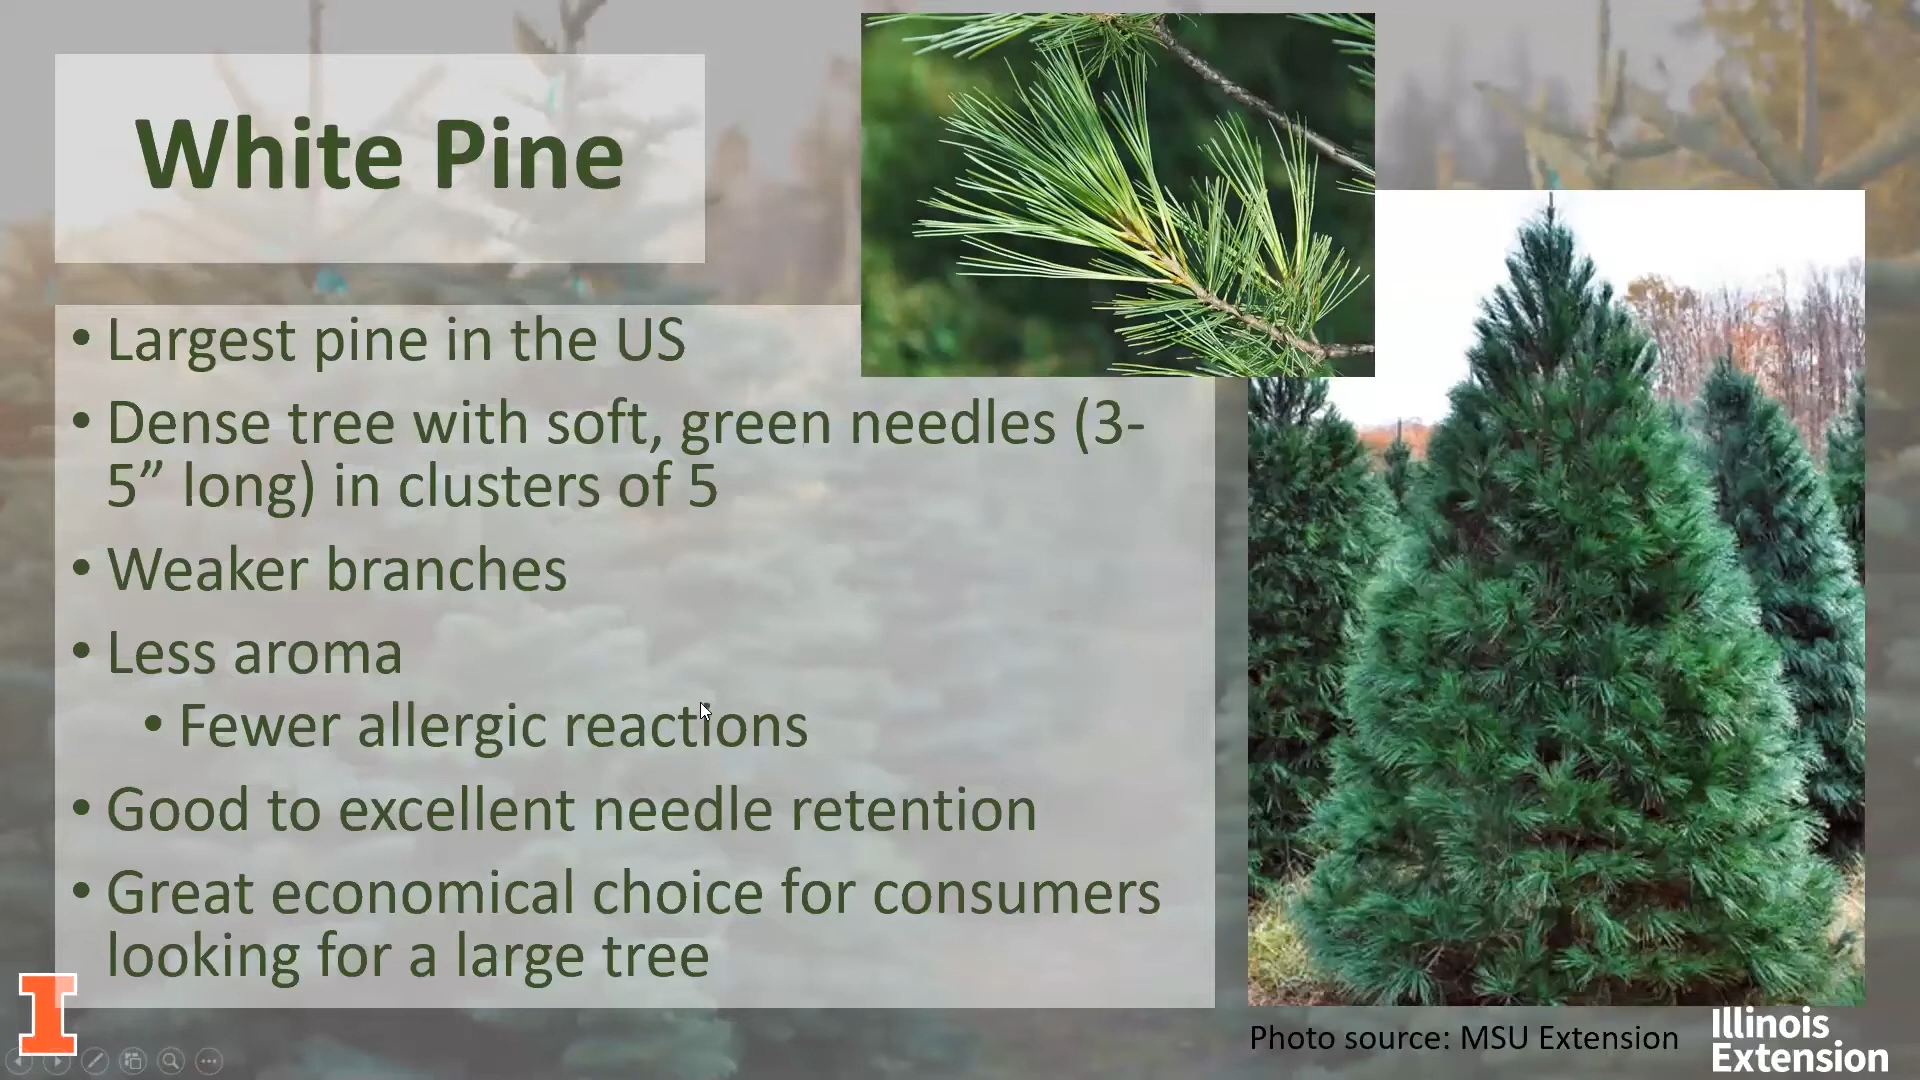 White Pine
• Largest pine in the US
• Dense tree with soft, green needles (3-
5” long) in clusters of 5
• Weaker branches
• Less aroma
• Fewer allergic reactions
• Good to excellent needle retention
• Great economical choice for consumers
looking for a large tree
I
Photo source: MSU Extension
Illinois
Extension